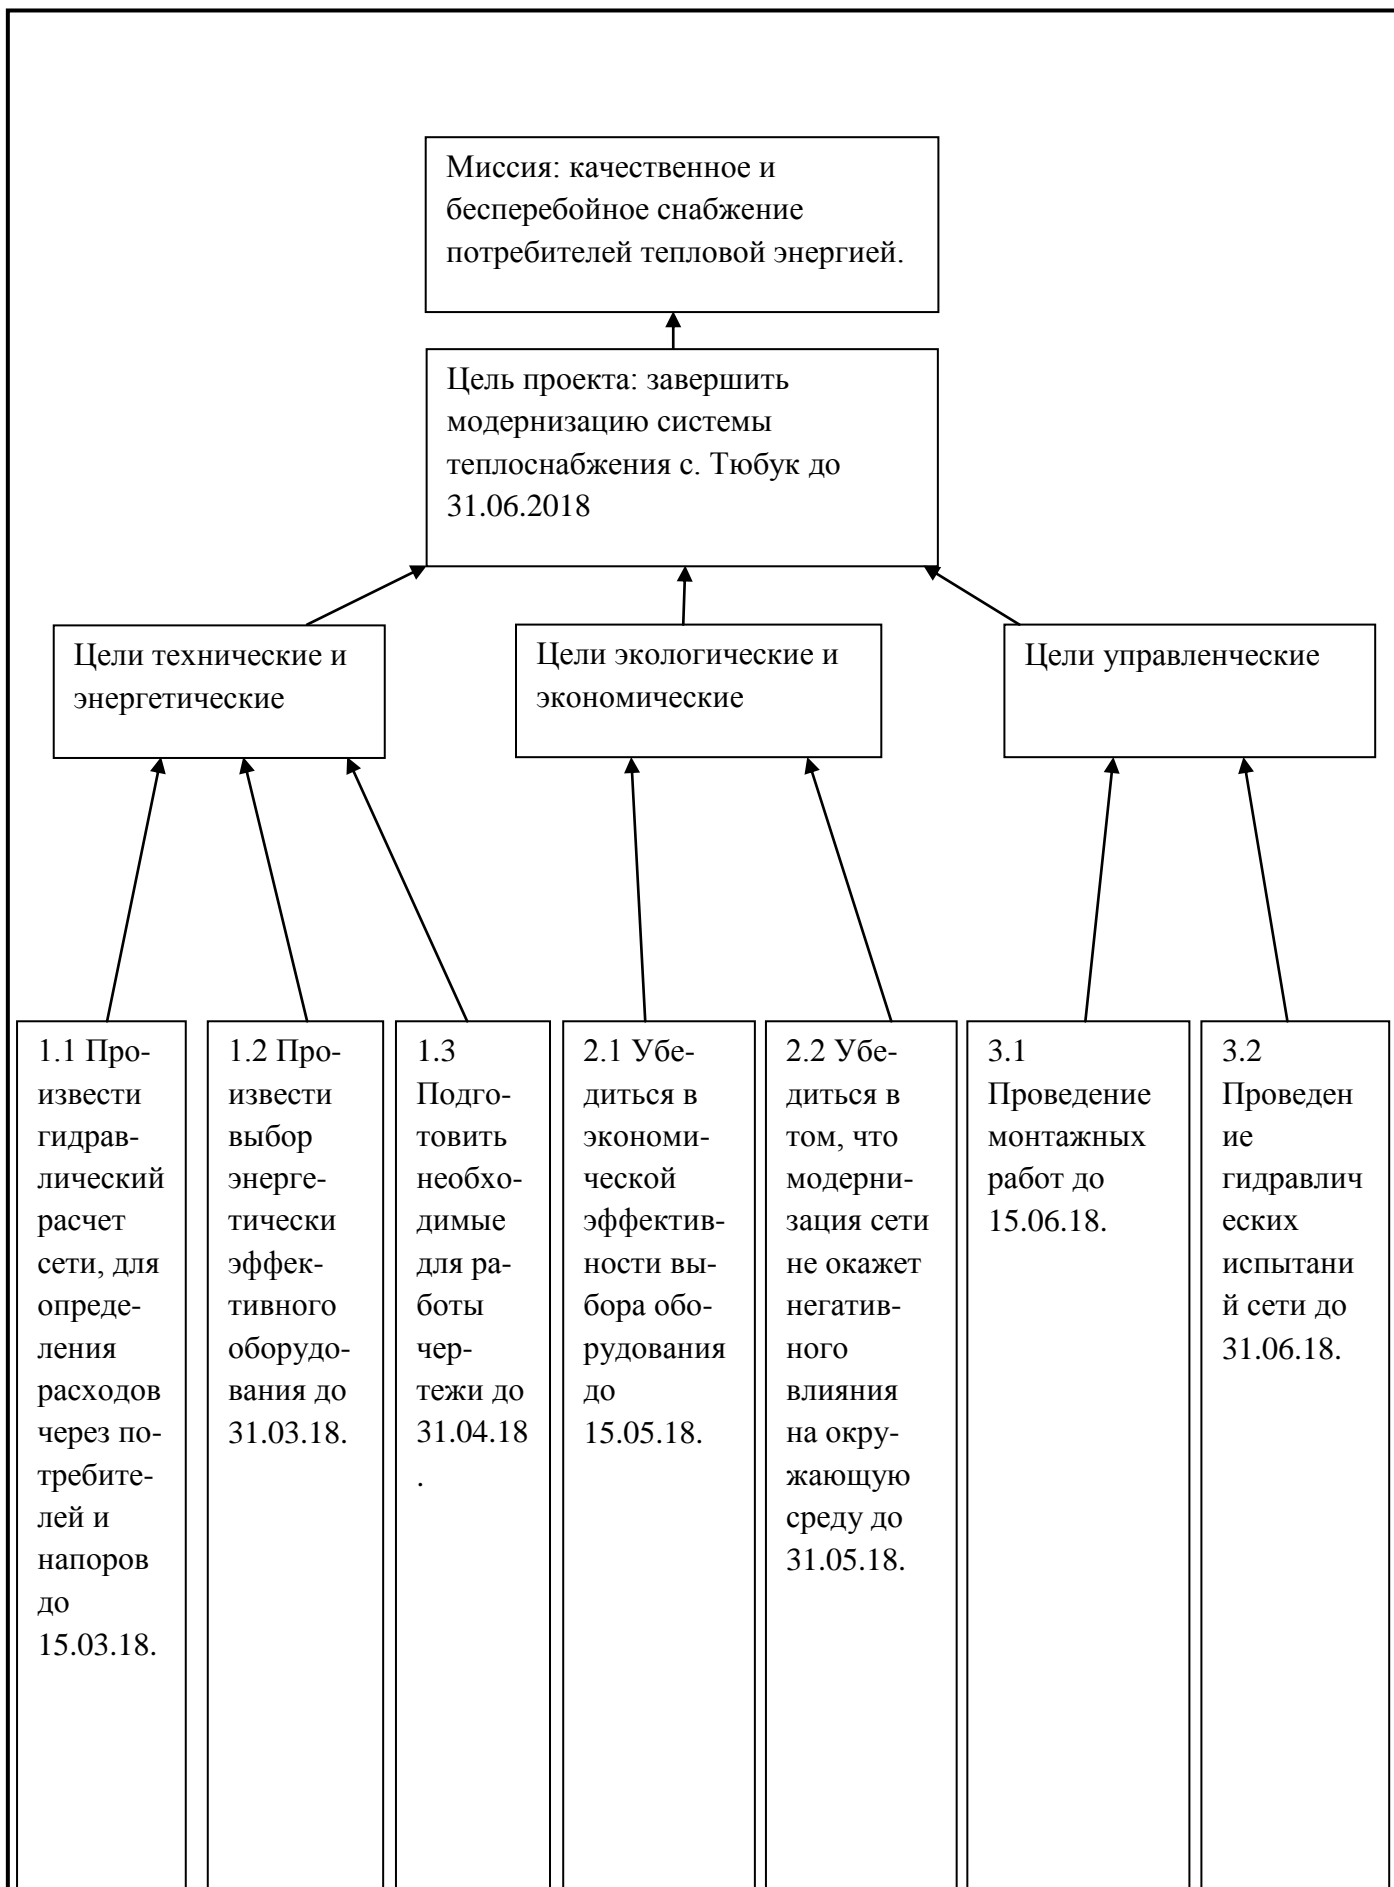 Миссия: качественное и
бесперебойное снабжение
потребителей тепловой энергией.
Цель проекта: завершить
модернизацию системы
теплоснабжения с. Тюбук до
31.06.2018
Цели технические и
энергетические
Цели экологические и
экономические
Цели управленческие
1.1 Про-
извести
гидрав-
лический
расчет
сети, для
опреде-
ления
расходов
через по-
требите-
лей и
напоров
до
15.03.18.
1.2 Про-
извести
выбор
энерге-
тически
эффек-
тивного
оборудо-
вания до
31.03.18.
1.3
Подго-
товить
необхо-
димые
для ра-
боты
чер-
тежи до
31.04.18
.
2.1 Убе-
диться в
экономи-
ческой
эффектив-
ности вы-
бора обо-
рудования
до
15.05.18.
2.2 Убе-
диться в
том, что
модерни-
зация сети
не окажет
негатив-
ного
влияния
на окру-
жающую
среду до
31.05.18.
3.1
Проведение
монтажных
работ до
15.06.18.
3.2
Проведен
ие
гидравлич
еских
испытани
й сети до
31.06.18.